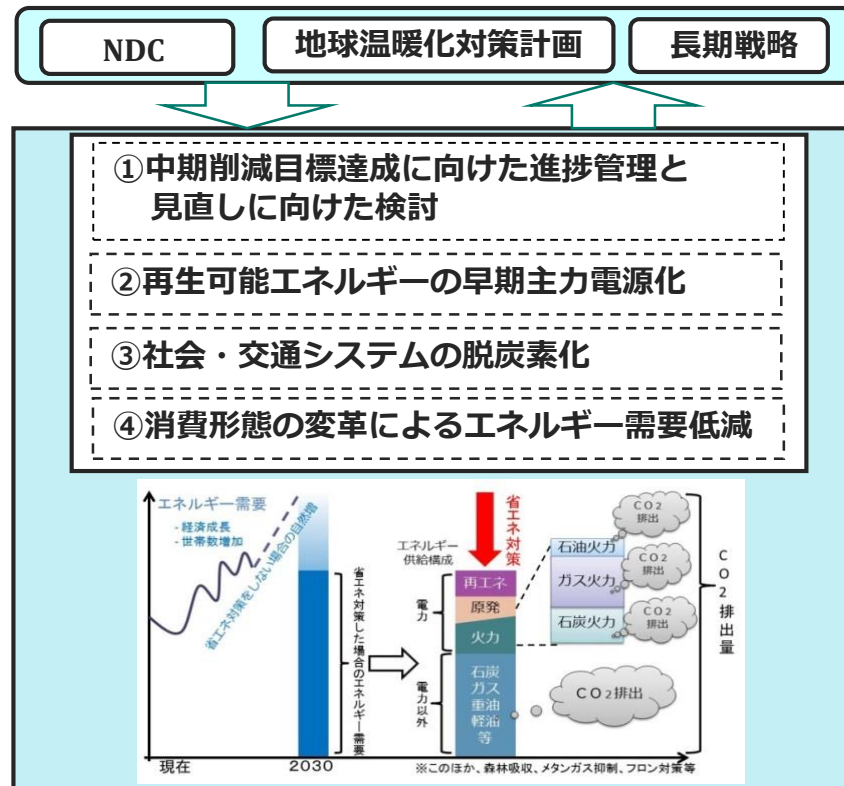 NDC
地球温暖化対策計画
長期戦略
①中期削減目標達成に向けた進捗管理と
見直しに向けた検討
②再生可能エネルギーの早期主力電源化
③社会・交通システムの脱炭素化
④消費形態の変革によるエネルギー需要低減
エネルギー需要
- 経済成長
- 世帯数増加
省エネ対策をしない場合の自然増
現在
2030
省エネ対策した場合のエネルギー需要
省エネ対策
エネルギー
供給構成
電力
再エネ
原発
火力
電力以外
石炭
ガス
重油
軽油
等
石油火力
ガス火力
石炭火力
CO2
排出
CO2
排出
CO2
排出
CO2排出
CO2排出量
※このほか、森林吸収、メタンガス抑制、フロン対策等